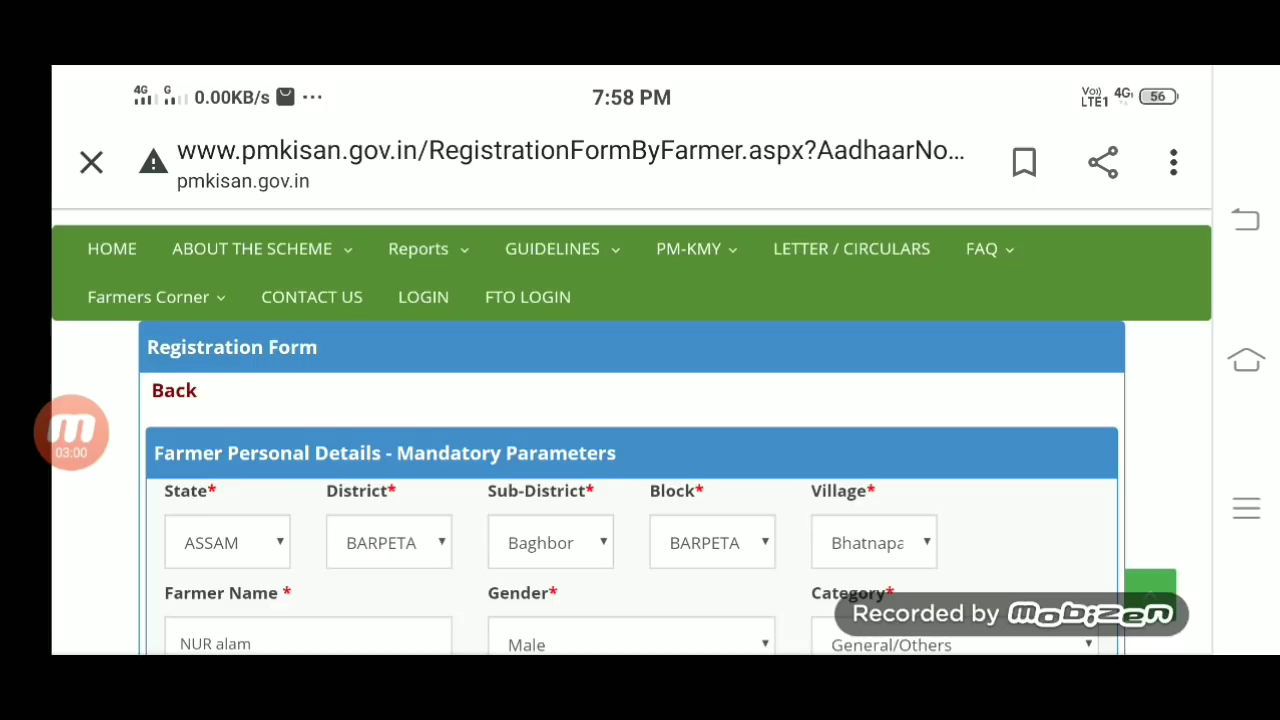 4G G 0.00KB/s ... 7:58 PM Vo)) LTE1 4G 56
www.pmkisan.gov.in/RegistrationFormByFarmer.aspx?AadhaarNo...
pmkisan.gov.in
HOME ABOUT THE SCHEME Reports GUIDELINES PM-KMY LETTER / CIRCULARS FAQ
Farmers Corner CONTACT US LOGIN FTO LOGIN
Registration Form
Back
03:00
Farmer Personal Details - Mandatory Parameters
State* District* Sub-District* Block* Village*
ASSAM BARPETA Baghbor BARPETA Bhatnapa
Farmer Name * Gender* Category*
Recorded by mobizen
NUR alam Male General/Others